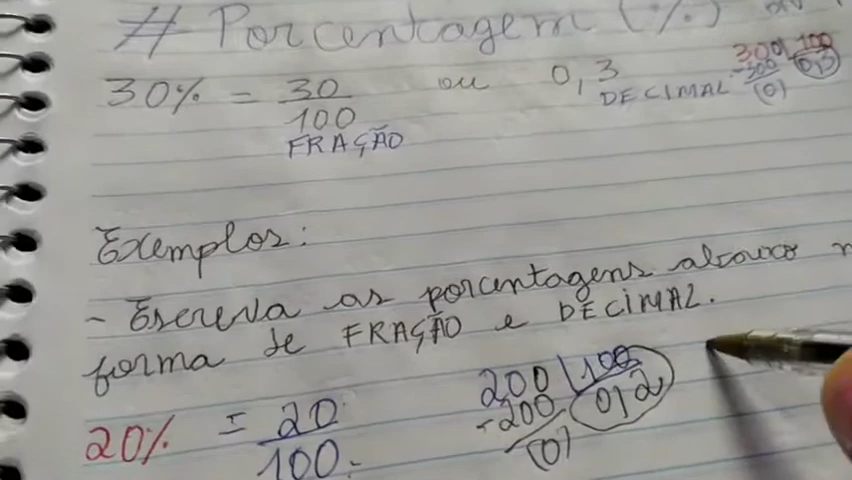 # Porcentagem (%)
30% = 30/100 ou 0,3 300 100
FRAÇÃO DECIMAL -300 0,3
(0)
Exemplos:
- Escreva as porcentagens abaixo n
forma de FRAÇÃO e DECIMAL.
20% = 20/100. 200 100
-200 0,2
(0)